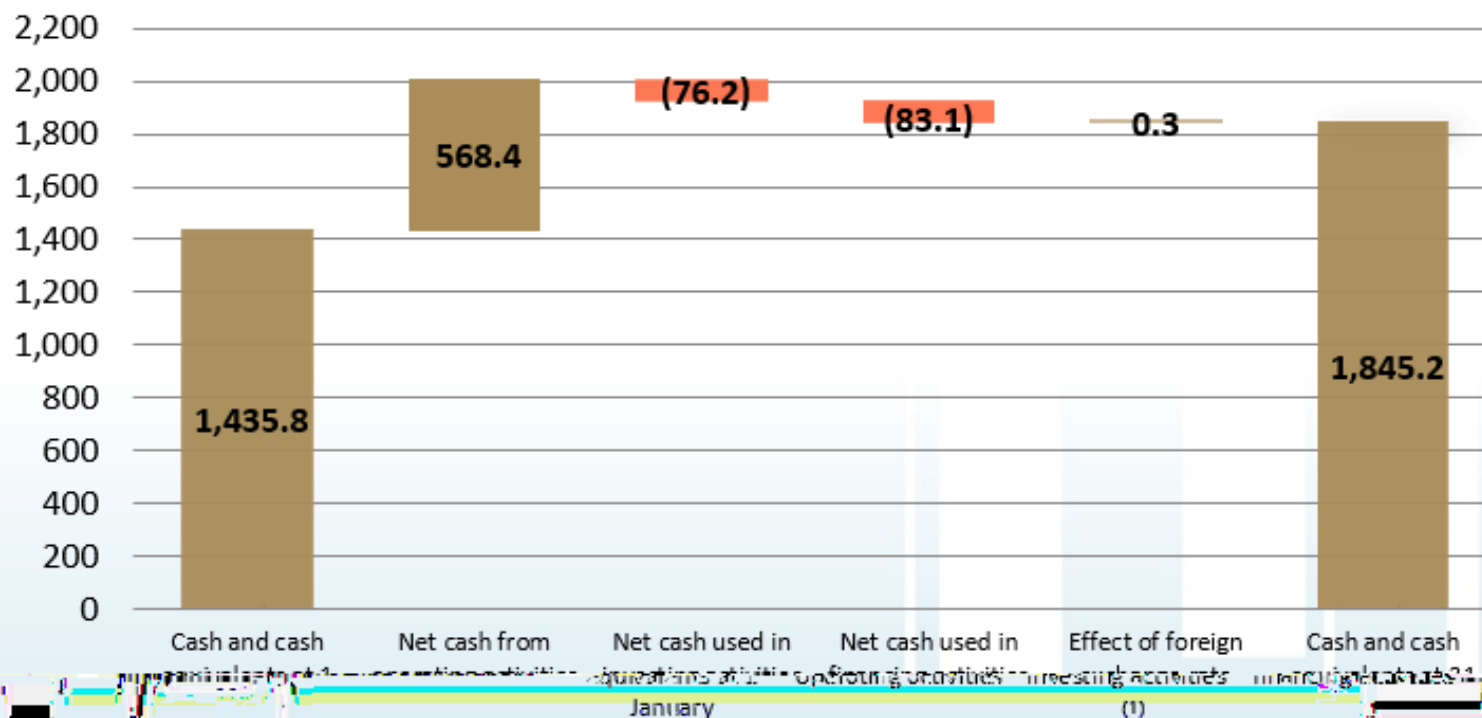 2,200
2,000
1,800
1,600
1,400
1,200
1,000
800
600
400
200
0
1,435.8
568.4
(76.2)
(83.1)
0.3
1,845.2
Cash and cash
Net cash from
Net cash used in
Net cash used in
Effect of foreign
Cash and cash
January
(1)